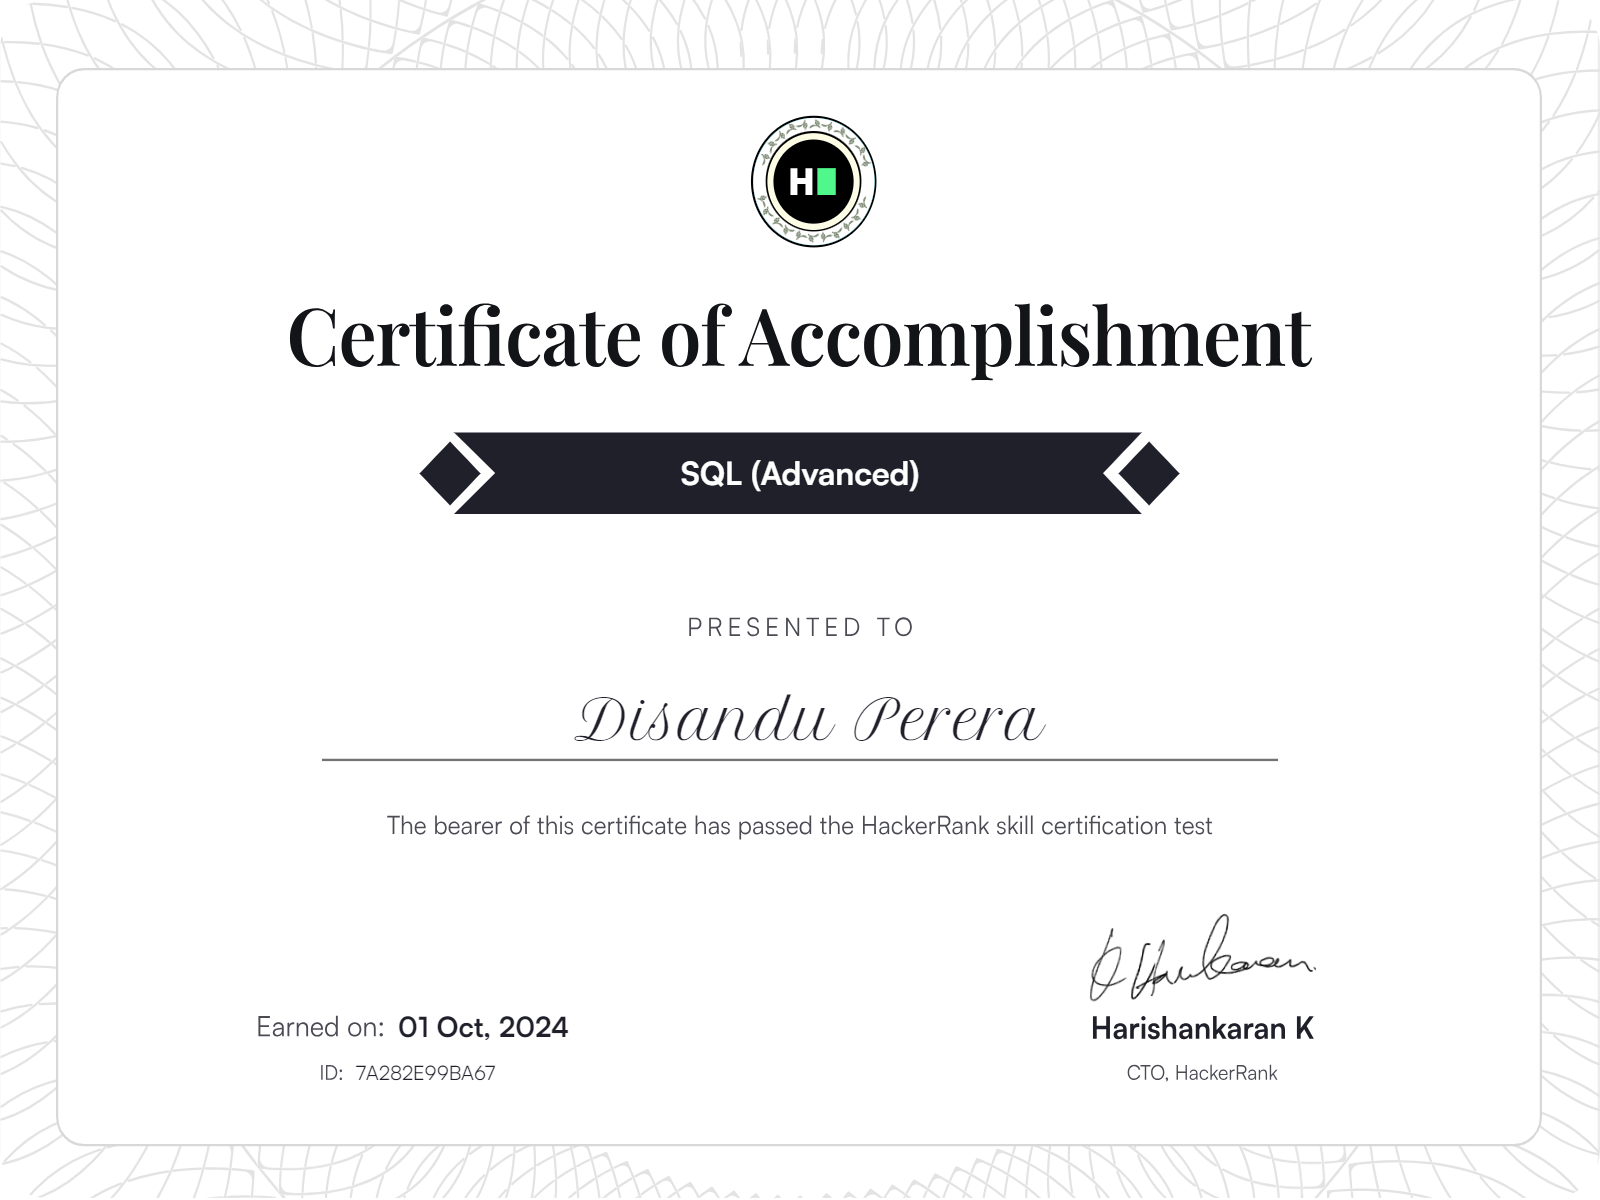 H
Certificate of Accomplishment
SQL (Advanced)
PRESENTED TO
Disandu Perera
The bearer of this certificate has passed the HackerRank skill certification test
Earned on: 01 Oct, 2024
ID: 7A282E99BA67
Harishankaran K
CTO, HackerRank